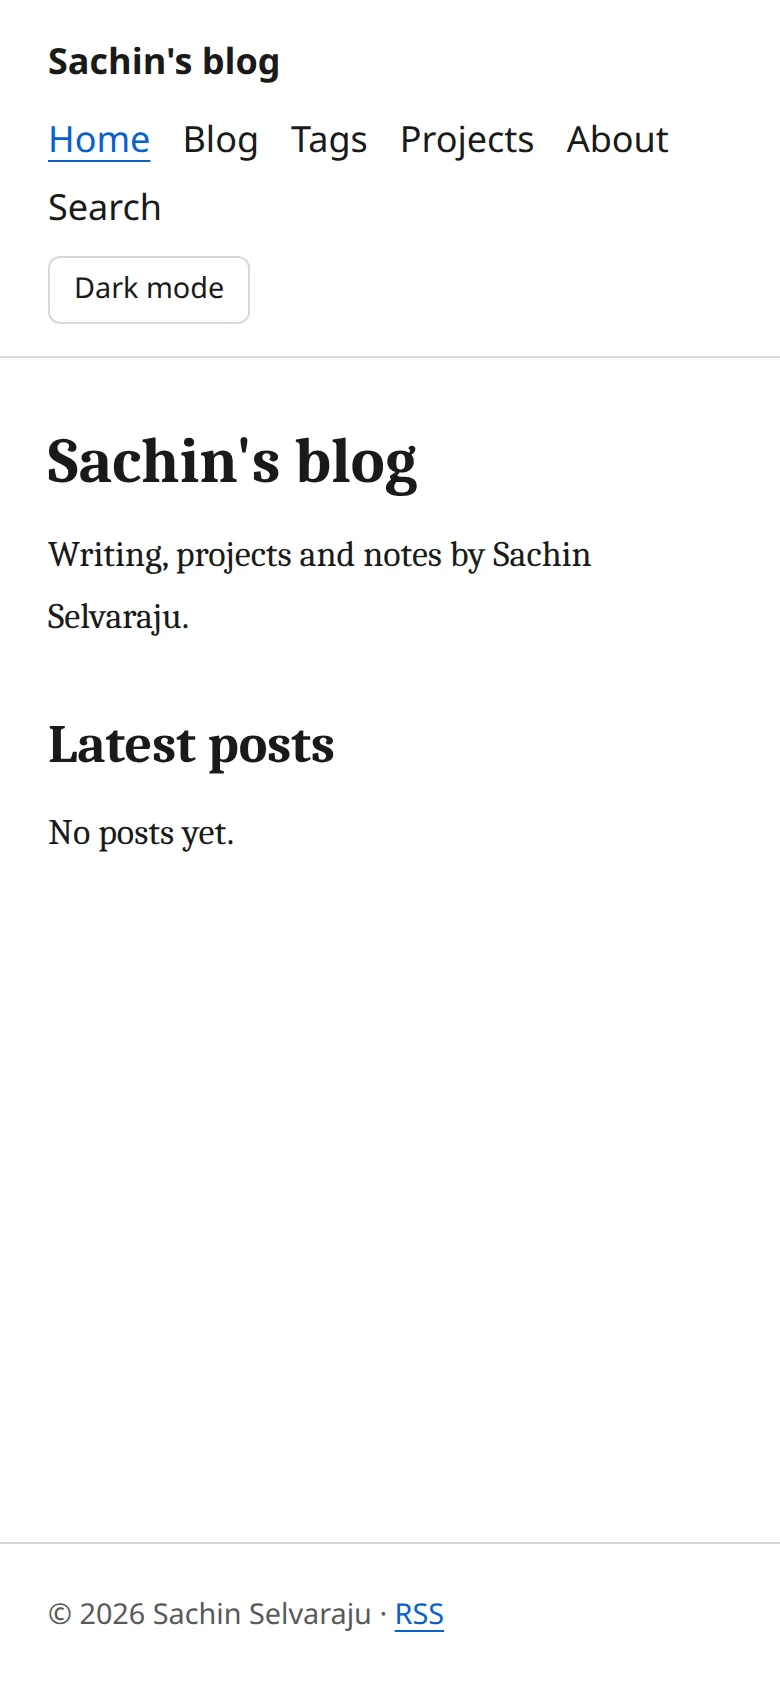 Sachin's blog
Home Blog Tags Projects About
Search
Dark mode
Sachin's blog
Writing, projects and notes by Sachin
Selvaraju.
Latest posts
No posts yet.
© 2026 Sachin Selvaraju · RSS